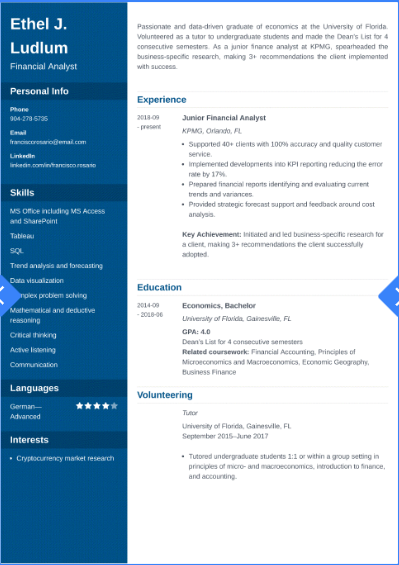 Ethel J.
Ludlum
Financial Analyst
Personal Info
Phone
904-278-5735
Email
franciscorosario@email.com
LinkedIn
linkedin.com/in/francisco.rosario
Skills
MS Office including MS Access
and SharePoint
Tableau
SQL
Trend analysis and forecasting
Data visualization
mplex problem solving
Mathematical and deductive
reasoning
Critical thinking
Active listening
Communication
Languages
German—
Advanced
Interests
• Cryptocurrency market research
Passionate and data-driven graduate of economics at the University of Florida.
Volunteered as a tutor to undergraduate students and made the Dean's List for 4
consecutive semesters. As a junior finance analyst at KPMG, spearheaded the
business-specific research, making 3+ recommendations the client implemented
with success.
Experience
2018-09
- present
Junior Financial Analyst
KPMG, Orlando, FL
• Supported 40+ clients with 100% accuracy and quality customer
service.
• Implemented developments into KPI reporting reducing the error
rate by 17%.
• Prepared financial reports identifying and evaluating current
trends and variances.
• Provided strategic forecast support and feedback around cost
analysis.
Key Achievement: Initiated and led business-specific research for
a client, making 3+ recommendations the client successfully
adopted.
Education
2014-09
- 2018-06
Economics, Bachelor
University of Florida, Gainesville, FL
GPA: 4.0
Dean's List for 4 consecutive semesters
Related coursework: Financial Accounting, Principles of
Microeconomics and Macroeconomics, Economic Geography,
Business Finance
Volunteering
Tutor
University of Florida, Gainesville, FL
September 2015–June 2017
• Tutored undergraduate students 1:1 or within a group setting in
principles of micro- and macroeconomics, introduction to finance,
and accounting.